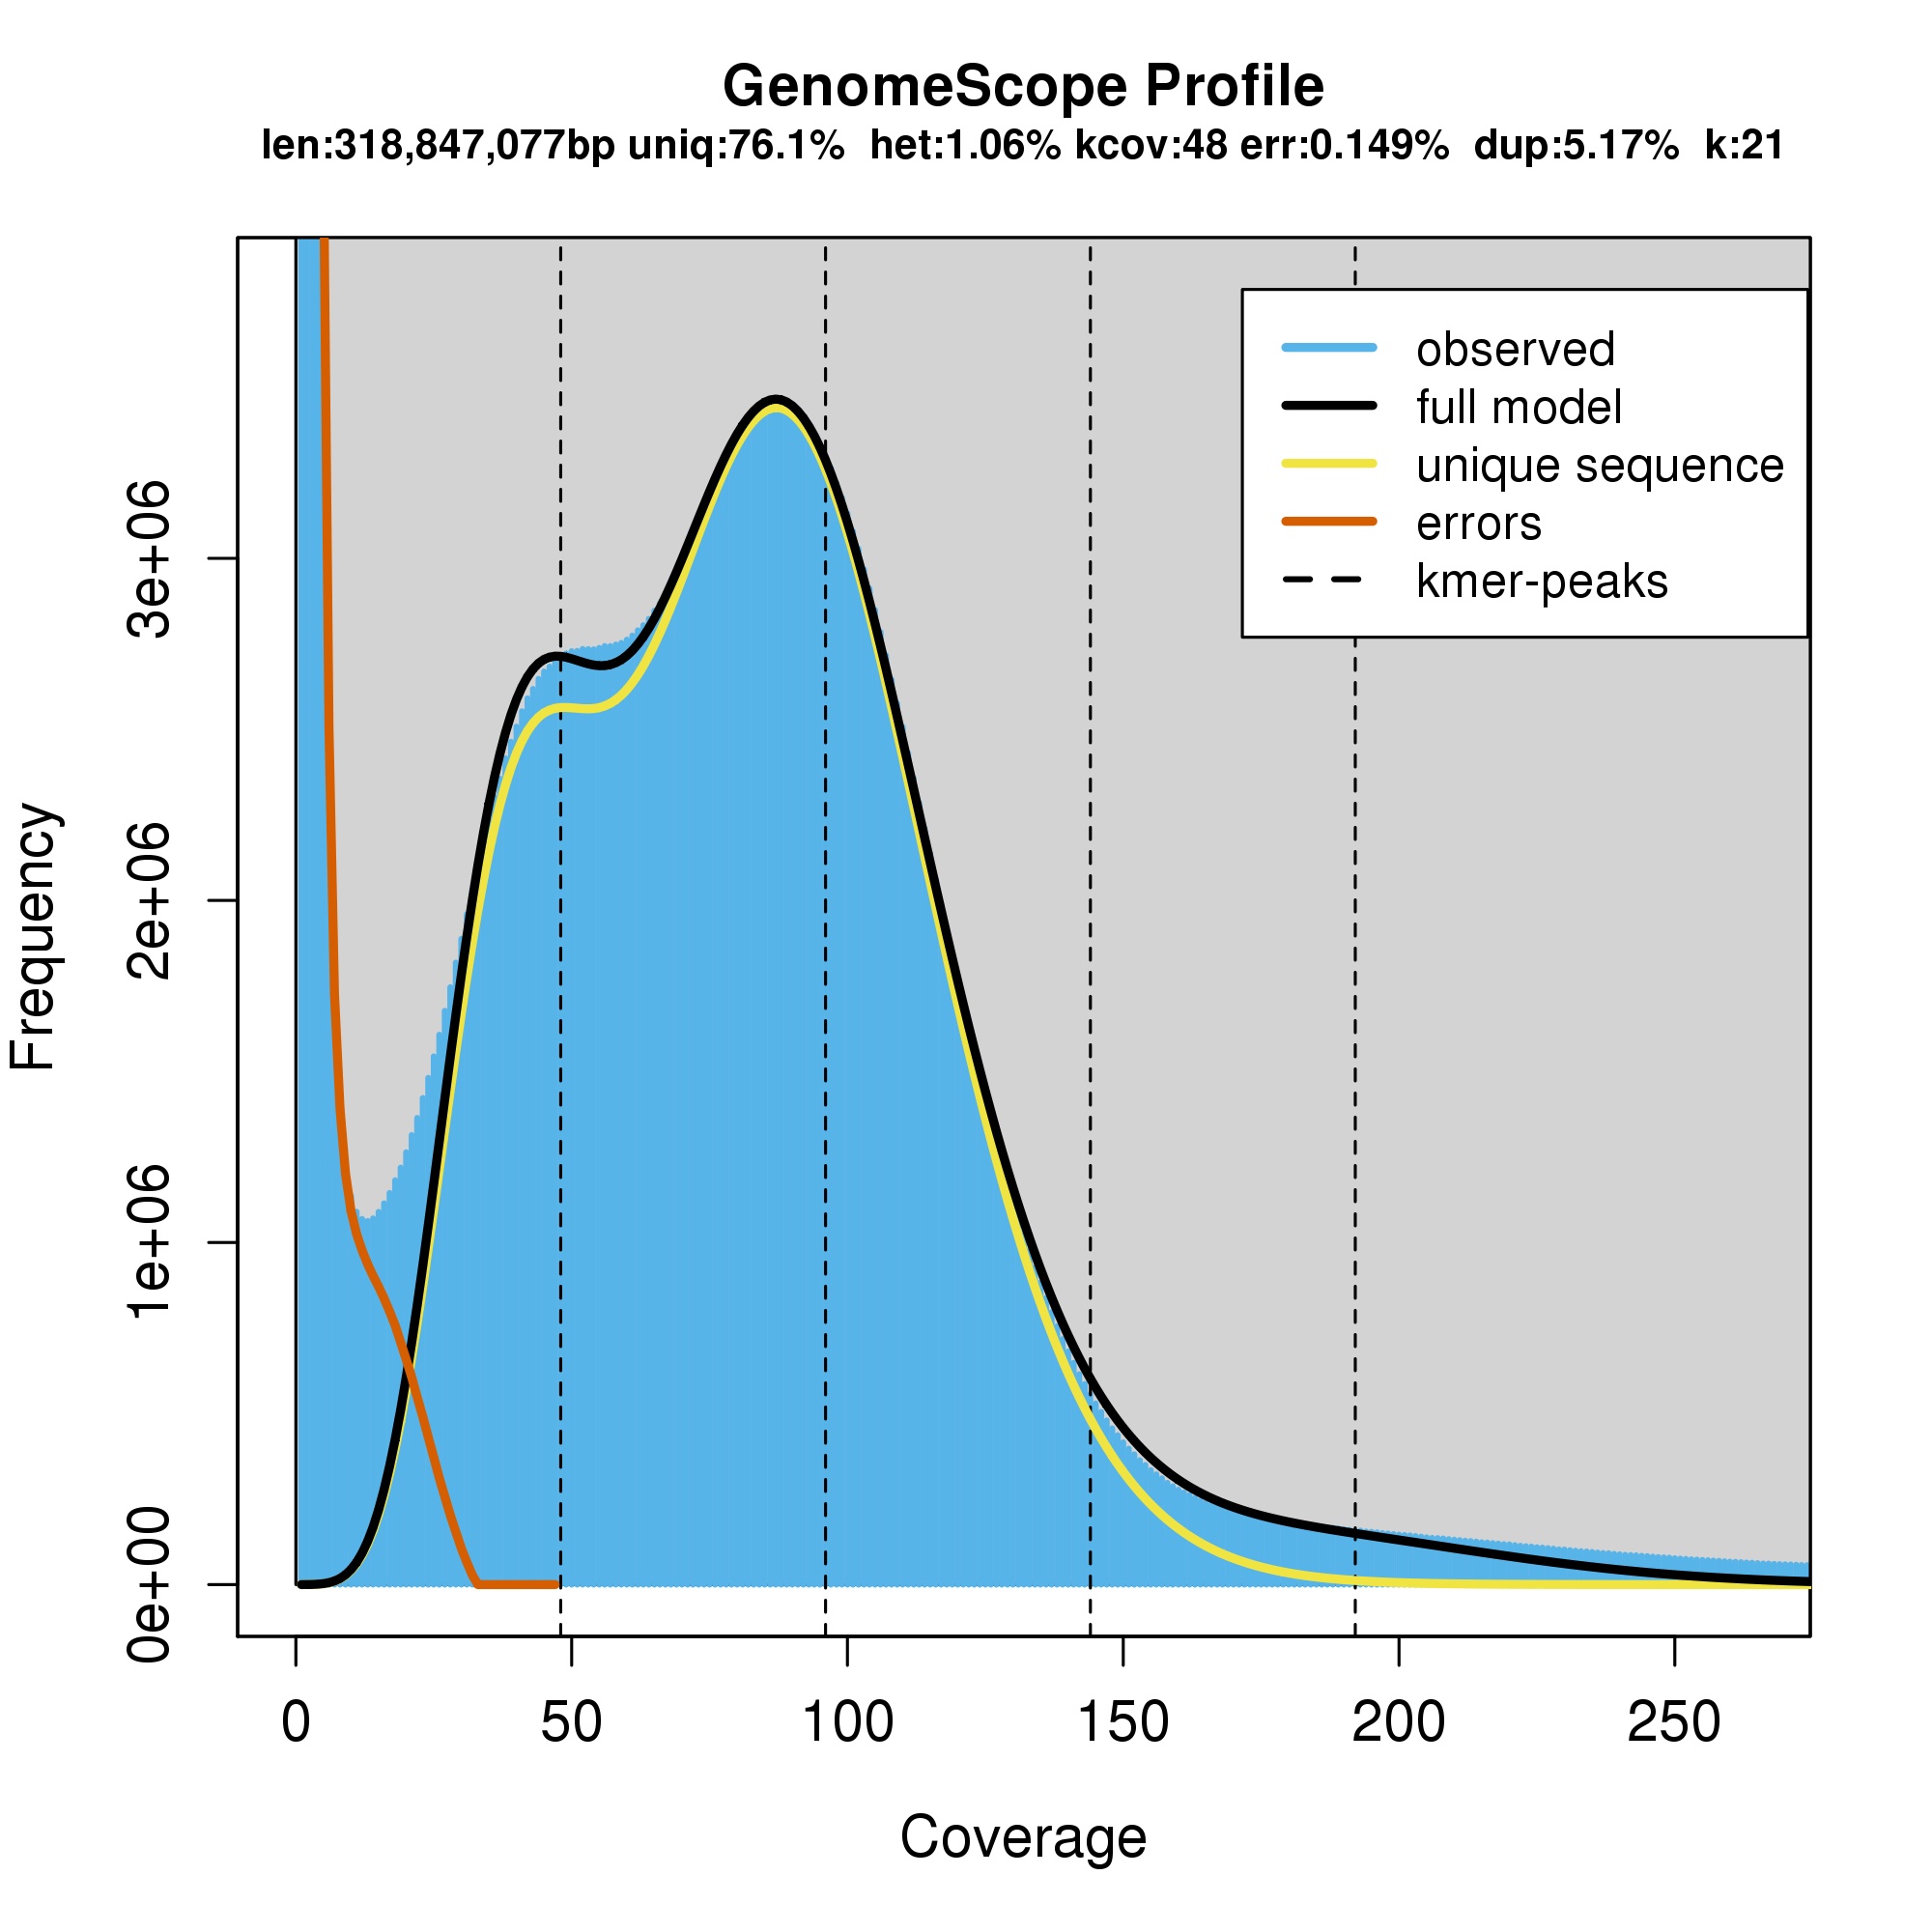 GenomeScope Profile
len:318,847,077bp uniq:76.1% het:1.06% kcov:48 err:0.149% dup:5.17% k:21
observed
full model
unique sequence
errors
kmer-peaks
Frequency
3e+06
2e+06
1e+06
0e+00
0 50 100 150 200 250
Coverage